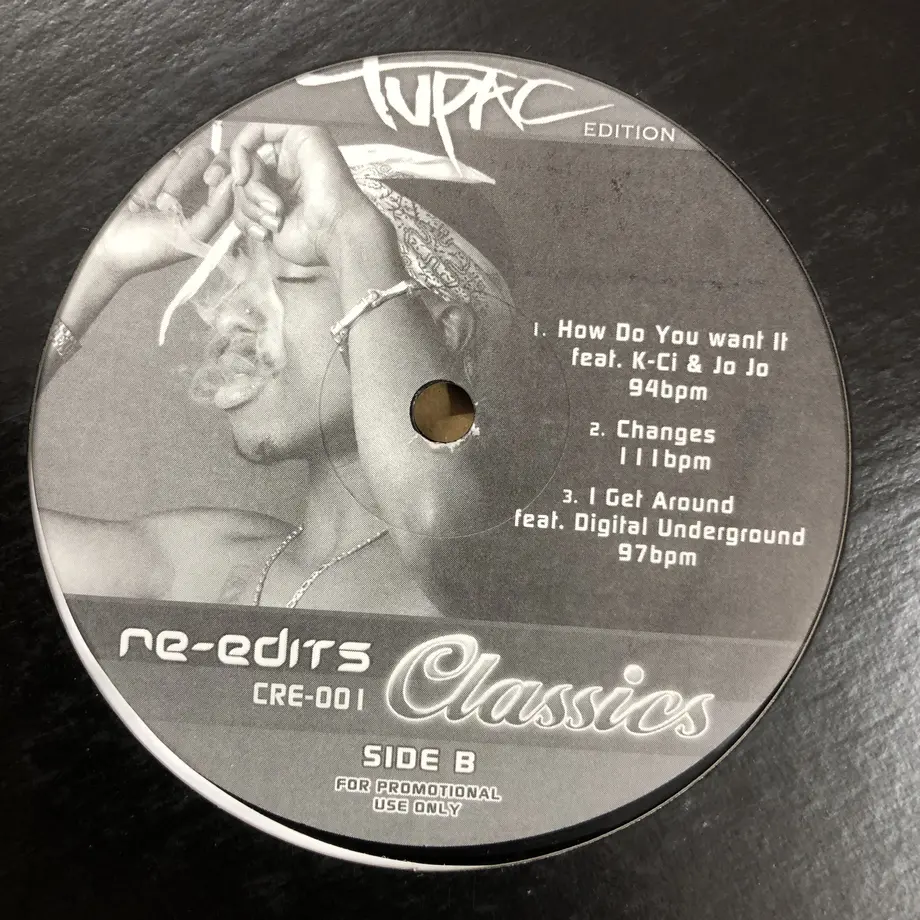 TUPAC
EDITION
1. How Do You want It
feat. K-Ci & Jo Jo
94bpm
2. Changes
111bpm
3. I Get Around
feat. Digital Underground
97bpm
re-edits Classics
CRE-001
SIDE B
FOR PROMOTIONAL
USE ONLY